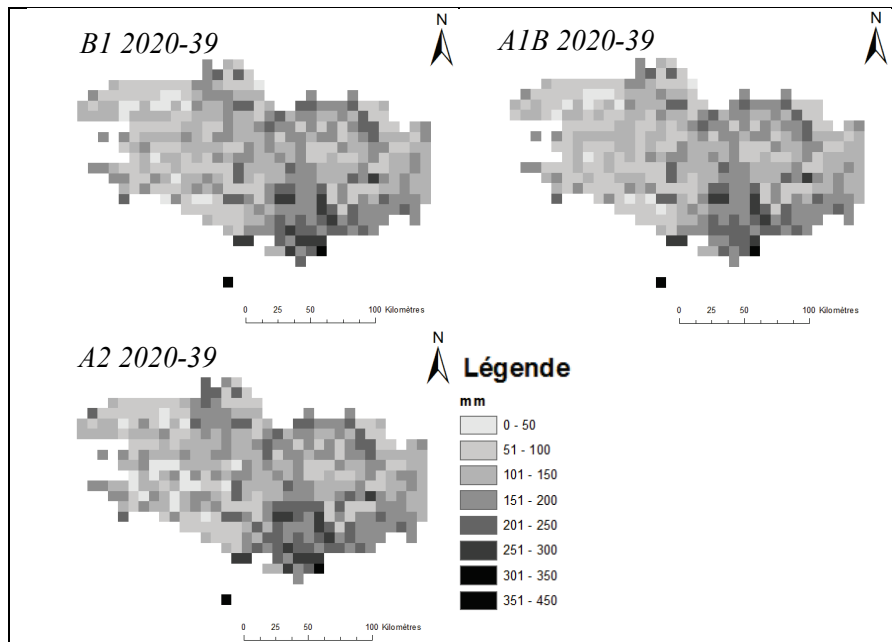 B1 2020-39
N
A1B 2020-39
N
0 25 50 100 Kilomètres
0 25 50 100 Kilomètres
A2 2020-39
N
Légende
mm
0 - 50
51 - 100
101 - 150
151 - 200
201 - 250
251 - 300
301 - 350
351 - 450
0 25 50 100 Kilomètres